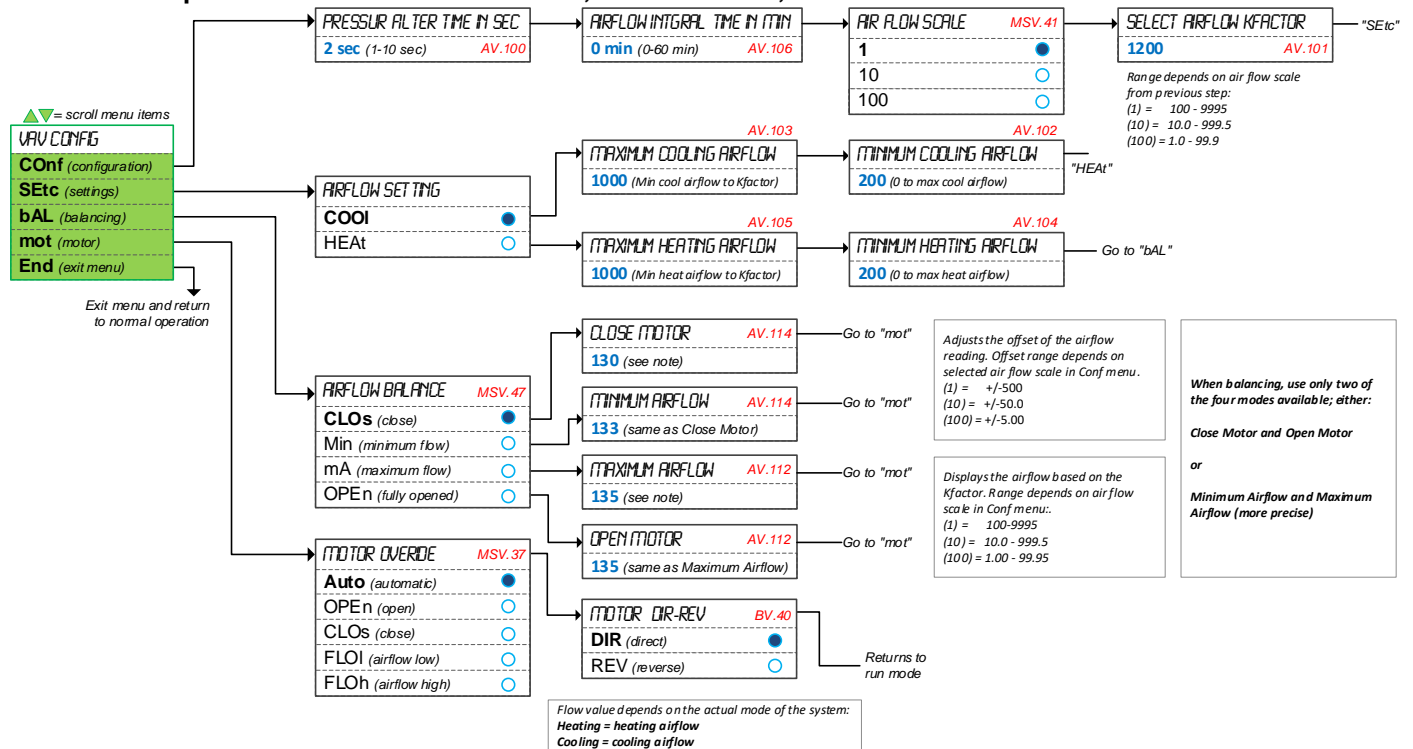 PRESSUR FILTER TIME IN SEC
2 sec (1-10 sec) AV.100
AIRFLOW INTGRAL TIME IN MIN
0 min (0-60 min) AV.106
AIR FLOW SCALE MSV.41
1
10
100
SELECT AIRFLOW KFACTOR
1200 AV.101
"SEtc"
Range depends on air flow scale
from previous step:
(1) = 100 - 9995
(10) = 10.0 - 999.5
(100) = 1.0 - 99.9
= scroll menu items
VAV CONFIG
COnf (configuration)
SEtc (settings)
bAL (balancing)
mot (motor)
End (exit menu)
Exit menu and return
to normal operation
AIRFLOW SETTING
COOl
HEAt
AV.103
MAXIMUM COOLING AIRFLOW
1000 (Min cool airflow to Kfactor)
AV.102
MINIMUM COOLING AIRFLOW
200 (0 to max cool airflow)
"HEAt"
AV.105
MAXIMUM HEATING AIRFLOW
1000 (Min heat airflow to Kfactor)
AV.104
MINIMUM HEATING AIRFLOW
200 (0 to max heat airflow)
Go to "bAL"
AIRFLOW BALANCE MSV.47
CLOs (close)
Min (minimum flow)
mA (maximum flow)
OPEn (fully opened)
CLOSE MOTOR AV.114
130 (see note)
Go to "mot"
MINIMUM AIRFLOW AV.114
133 (same as Close Motor)
Go to "mot"
MAXIMUM AIRFLOW AV.112
135 (see note)
Go to "mot"
OPEN MOTOR AV.112
135 (same as Maximum Airflow)
Go to "mot"
Adjusts the offset of the airflow
reading. Offset range depends on
selected air flow scale in Conf menu.
(1) = +/-500
(10) = +/-50.0
(100) = +/-5.00
Displays the airflow based on the
Kfactor. Range depends on air flow
scale in Conf menu:.
(1) = 100-9995
(10) = 10.0 - 999.5
(100) = 1.00 - 99.95
When balancing, use only two of
the four modes available; either:
Close Motor and Open Motor
or
Minimum Airflow and Maximum
Airflow (more precise)
MOTOR OVERIDE MSV.37
Auto (automatic)
OPEn (open)
CLOs (close)
FLOl (airflow low)
FLOh (airflow high)
MOTOR DIR-REV BV.40
DIR (direct)
REV (reverse)
Returns to
run mode
Flow value depends on the actual mode of the system:
Heating = heating airflow
Cooling = cooling airflow